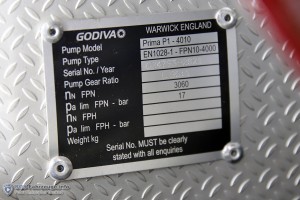 GODIVA WARWICK ENGLAND
Pump Model Prima P1 - 4010
Pump Type EN1028-1 - FPN10-4000
Serial No. / Year
Pump Gear Ratio
nN FPN 3060
pa lim FPN - bar 17
nN FPH
pa lim FPH - bar
Weight kg
Serial No. MUST be clearly
stated with all enquiries